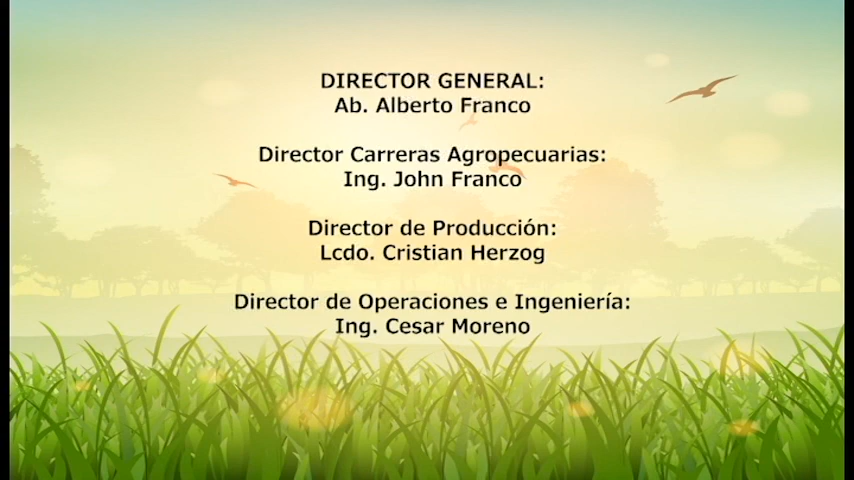 DIRECTOR GENERAL:
Ab. Alberto Franco
Director Carreras Agropecuarias:
Ing. John Franco
Director de Producción:
Lcdo. Cristian Herzog
Director de Operaciones e Ingeniería:
Ing. Cesar Moreno